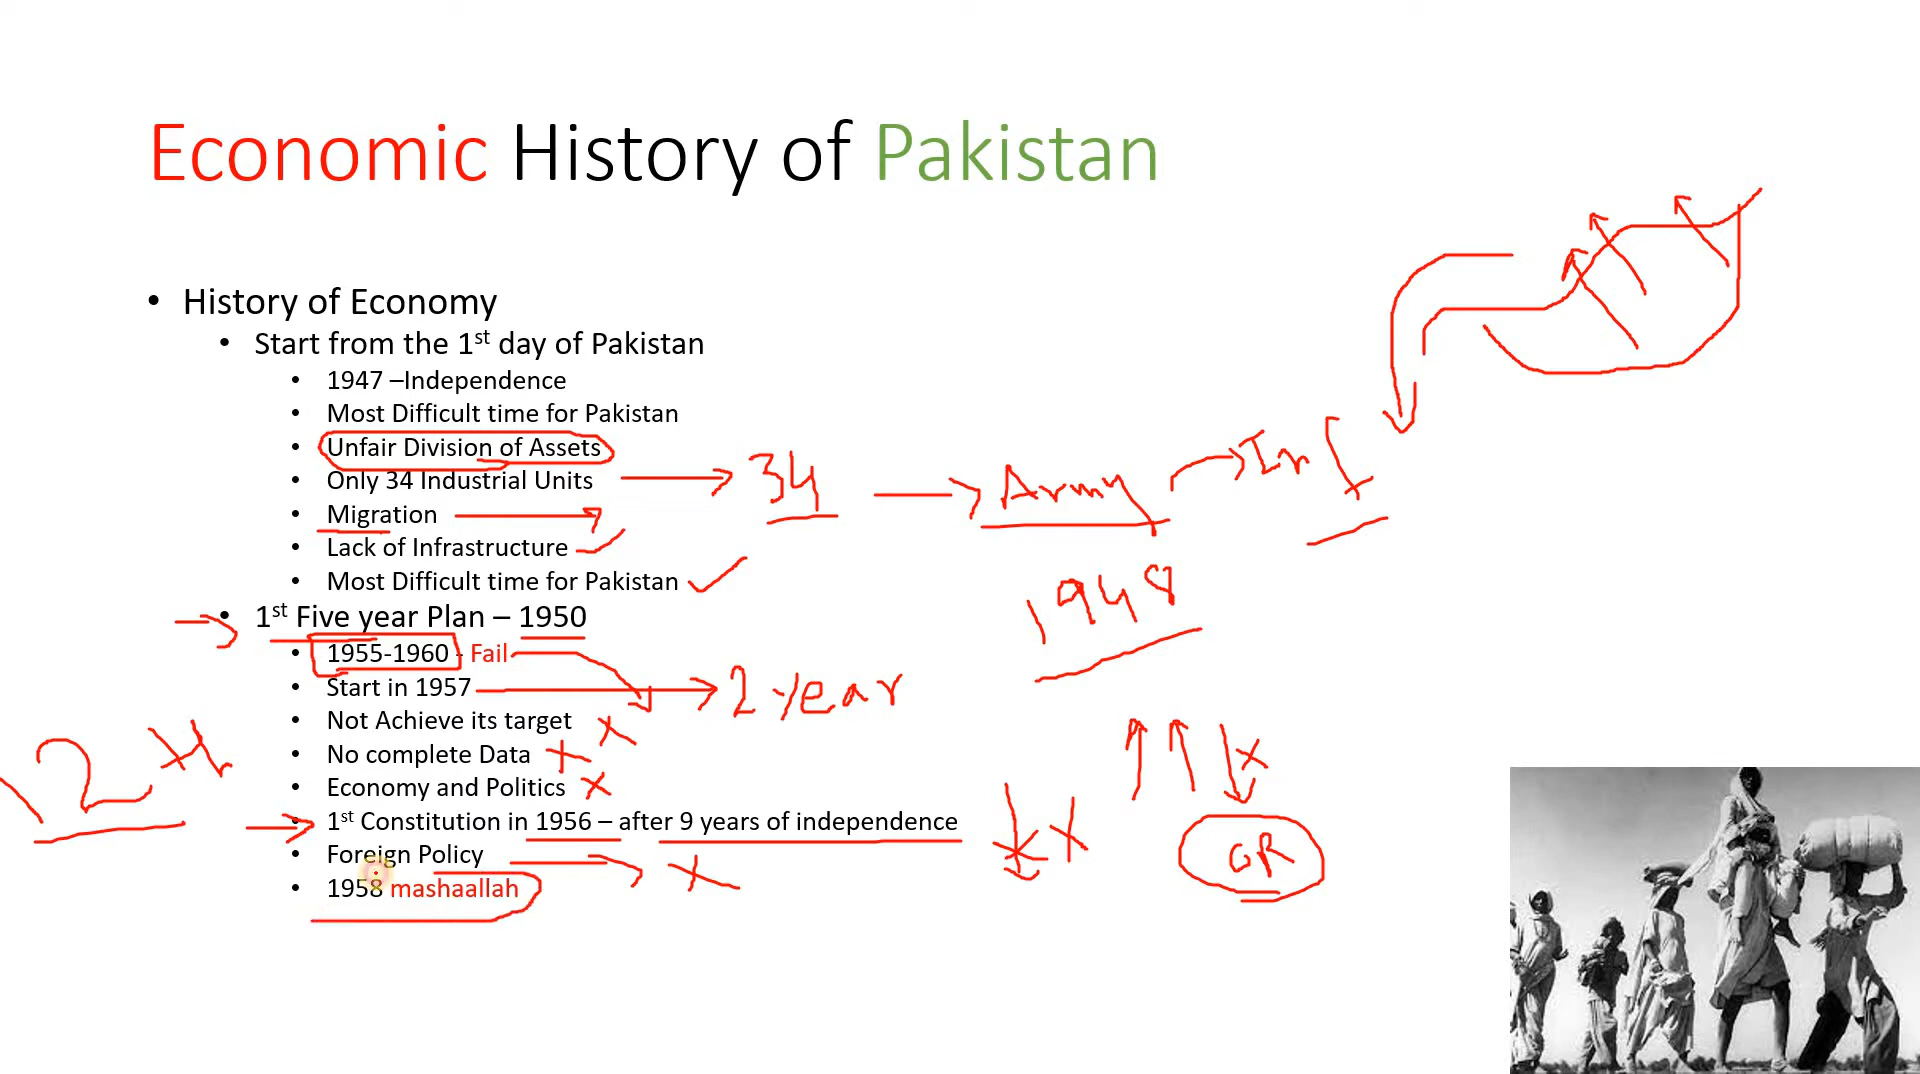 Economic History of Pakistan
• History of Economy
• Start from the 1st day of Pakistan
• 1947 –Independence
• Most Difficult time for Pakistan
• Unfair Division of Assets
• Only 34 Industrial Units
34
Army
• Migration
• Lack of Infrastructure
• Most Difficult time for Pakistan
1948
• 1st Five year Plan – 1950
• 1955-1960 - Fail
• Start in 1957
2 year
• Not Achieve its target
• No complete Data
• Economy and Politics
• 1st Constitution in 1956 – after 9 years of independence
• Foreign Policy
• 1958 mashaallah